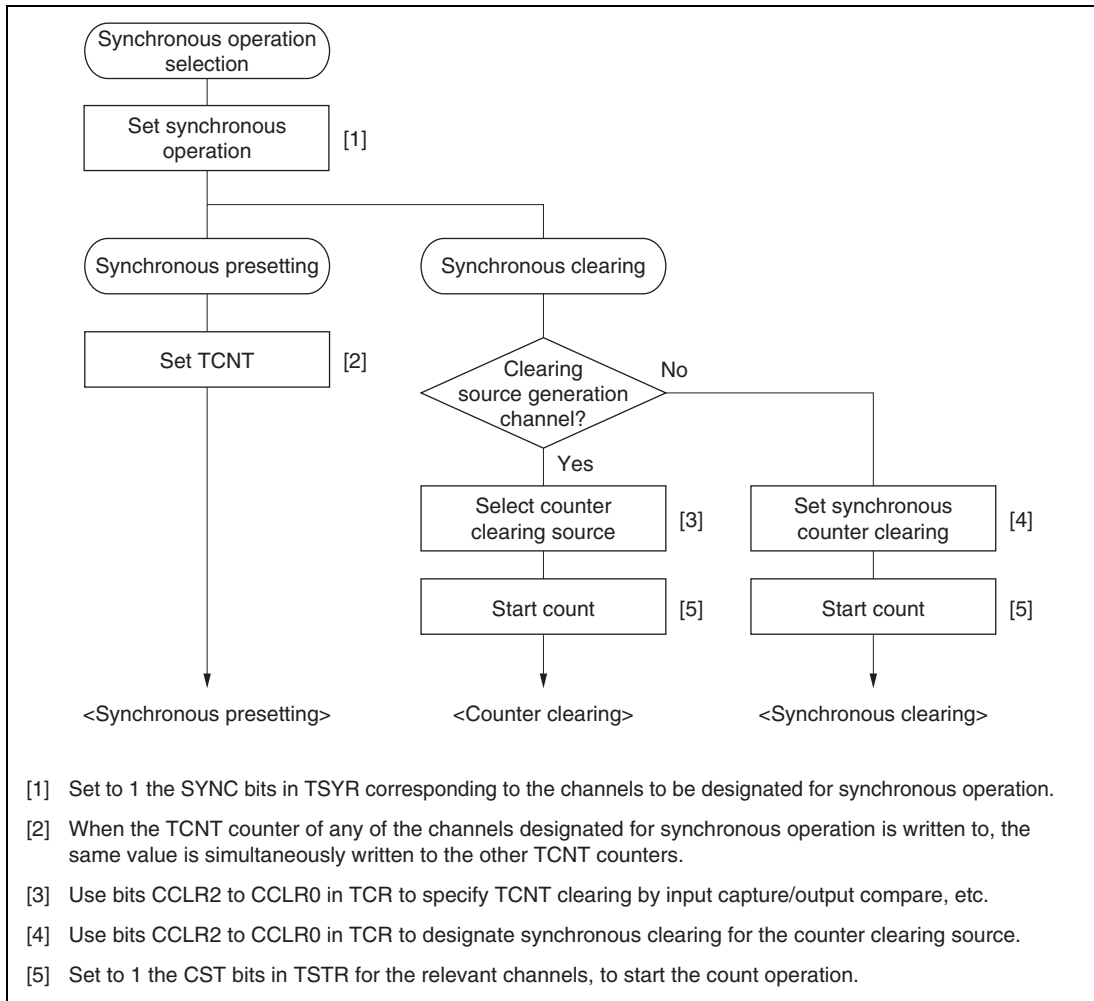 Synchronous operation
selection
Set synchronous
operation
[1]
Synchronous presetting
Synchronous clearing
Set TCNT
[2]
Clearing
source generation
channel?
No
Yes
Select counter
clearing source
[3]
Set synchronous
counter clearing
[4]
Start count
[5]
Start count
[5]
<Synchronous presetting>
<Counter clearing>
<Synchronous clearing>
[1] Set to 1 the SYNC bits in TSYR corresponding to the channels to be designated for synchronous operation.
[2] When the TCNT counter of any of the channels designated for synchronous operation is written to, the
same value is simultaneously written to the other TCNT counters.
[3] Use bits CCLR2 to CCLR0 in TCR to specify TCNT clearing by input capture/output compare, etc.
[4] Use bits CCLR2 to CCLR0 in TCR to designate synchronous clearing for the counter clearing source.
[5] Set to 1 the CST bits in TSTR for the relevant channels, to start the count operation.